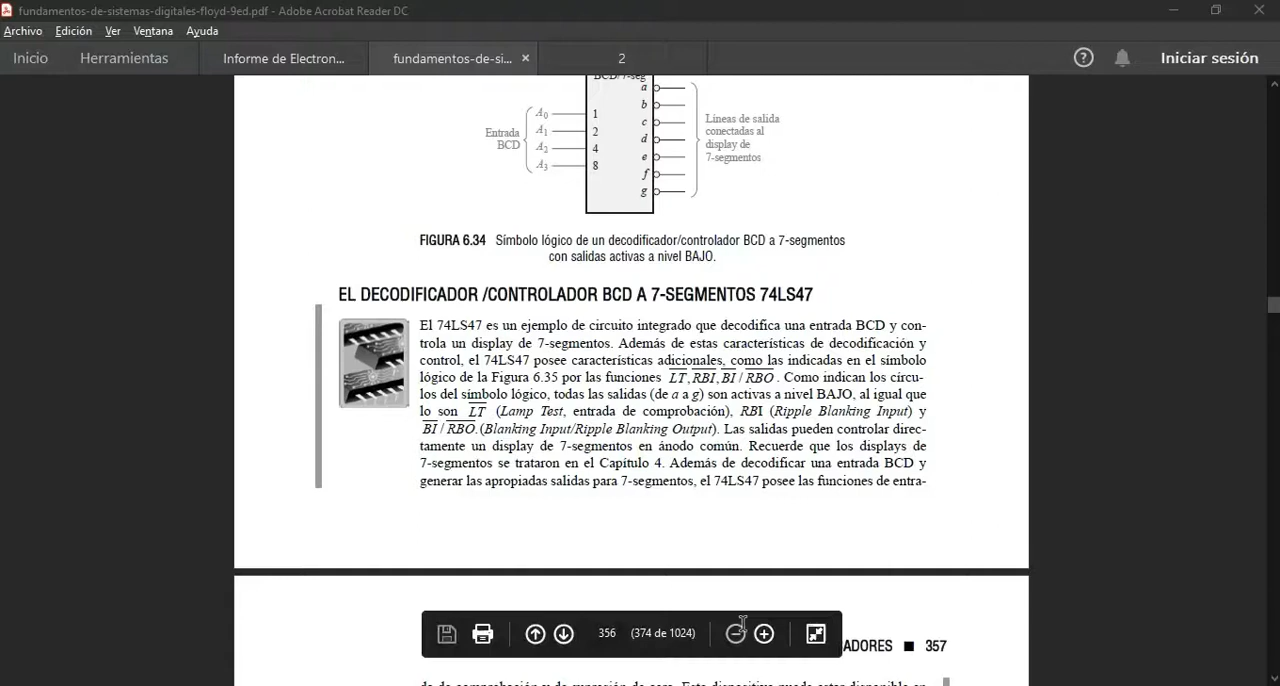 fundamentos-de-sistemas-digitales-floyd-9ed.pdf - Adobe Acrobat Reader DC
Archivo Edición Ver Ventana Ayuda
Inicio Herramientas Informe de Electron... fundamentos-de-si... × 2 Iniciar sesión
BCD/7-seg
a
b
c
d
e
f
g
Entrada
BCD
A0 1
A1 2
A2 4
A3 8
Líneas de salida
conectadas al
display de
7-segmentos
FIGURA 6.34 Símbolo lógico de un decodificador/controlador BCD a 7-segmentos
con salidas activas a nivel BAJO.
EL DECODIFICADOR /CONTROLADOR BCD A 7-SEGMENTOS 74LS47
El 74LS47 es un ejemplo de circuito integrado que decodifica una entrada BCD y con-
trola un display de 7-segmentos. Además de estas características de decodificación y
control, el 74LS47 posee características adicionales, como las indicadas en el símbolo
lógico de la Figura 6.35 por las funciones L̅T̅, R̅B̅I̅, B̅I̅ / R̅B̅O̅ . Como indican los círcu-
los del símbolo lógico, todas las salidas (de a a g) son activas a nivel BAJO, al igual que
lo son L̅T̅ (Lamp Test, entrada de comprobación), RBI (Ripple Blanking Input) y
B̅I̅ / R̅B̅O̅.(Blanking Input/Ripple Blanking Output). Las salidas pueden controlar direc-
tamente un display de 7-segmentos en ánodo común. Recuerde que los displays de
7-segmentos se trataron en el Capítulo 4. Además de decodificar una entrada BCD y
generar las apropiadas salidas para 7-segmentos, el 74LS47 posee las funciones de entra-
356 (374 de 1024)
ADORES ■ 357